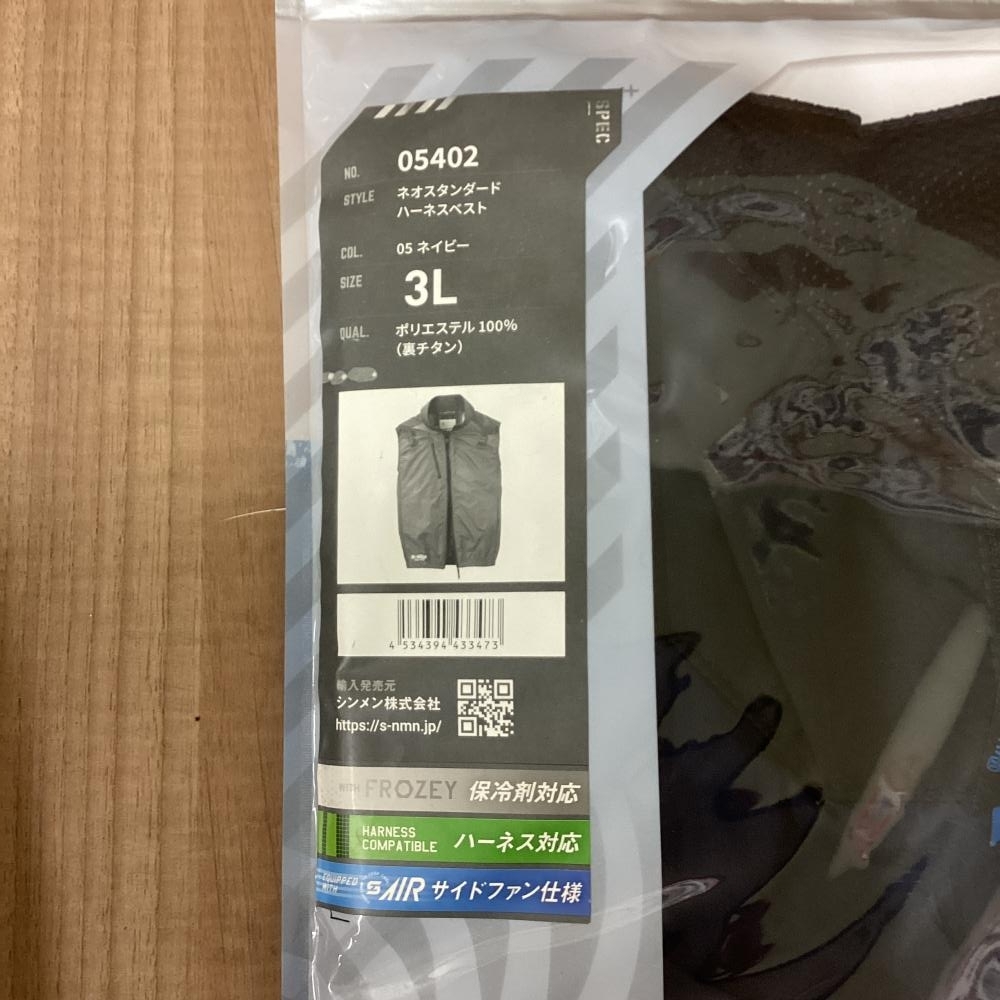 SPEC
NO. 05402
STYLE ネオスタンダード
ハーネスベスト
COL. 05 ネイビー
SIZE 3L
QUAL. ポリエステル 100%
（裏チタン）
4 534394 433473
輸入発売元
シンメン株式会社
https://s-nmn.jp/
WITH FROZEY 保冷剤対応
HARNESS
COMPATIBLE ハーネス対応
EQUIPPED
WITH S-AIR サイドファン仕様